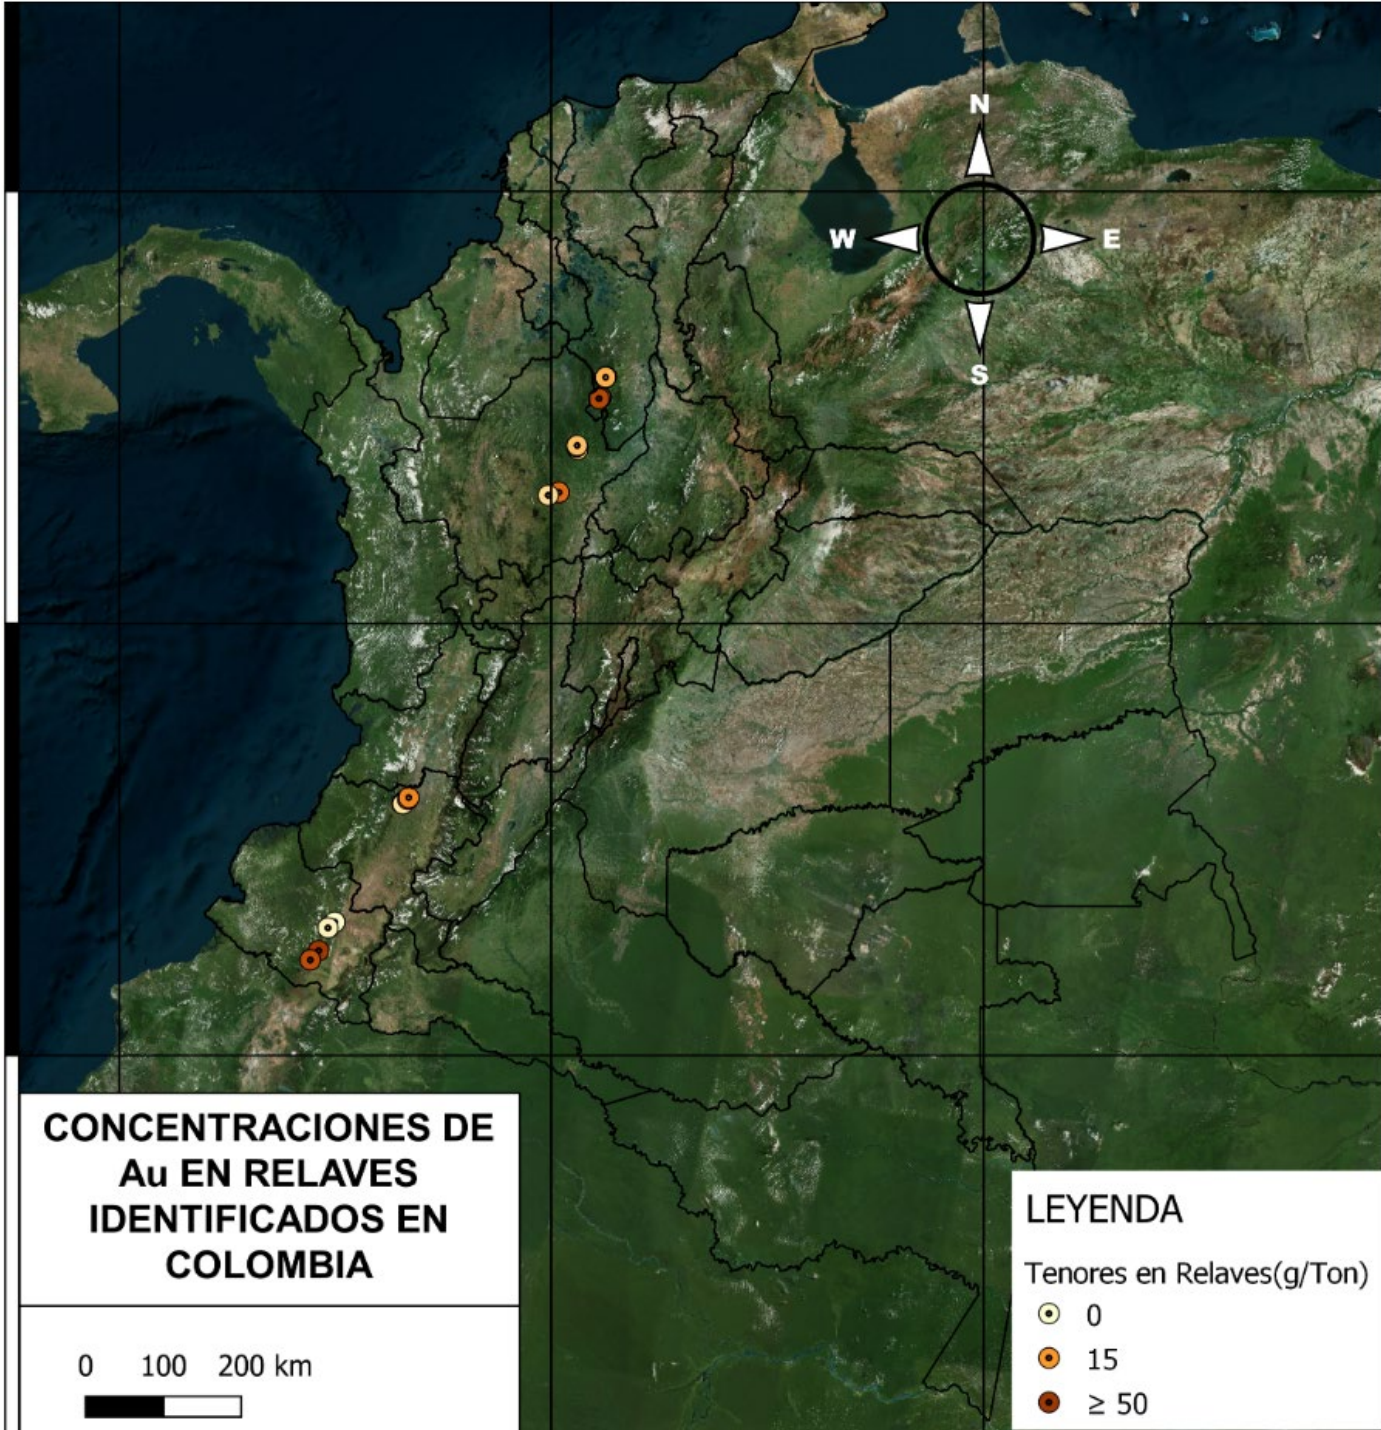 N
W
E
S
CONCENTRACIONES DE
Au EN RELAVES
IDENTIFICADOS EN
COLOMBIA
0 100 200 km
LEYENDA
Tenores en Relaves(g/Ton)
0
15
≥ 50